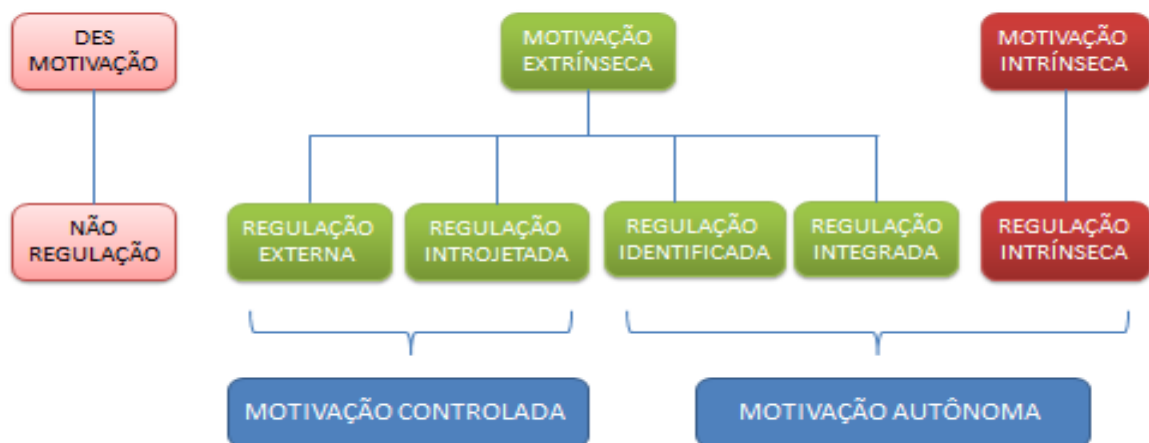 DES
MOTIVAÇÃO
MOTIVAÇÃO
EXTRÍNSECA
MOTIVAÇÃO
INTRÍNSECA
NÃO
REGULAÇÃO
REGULAÇÃO
EXTERNA
REGULAÇÃO
INTROJETADA
REGULAÇÃO
IDENTIFICADA
REGULAÇÃO
INTEGRADA
REGULAÇÃO
INTRÍNSECA
MOTIVAÇÃO CONTROLADA
MOTIVAÇÃO AUTÔNOMA